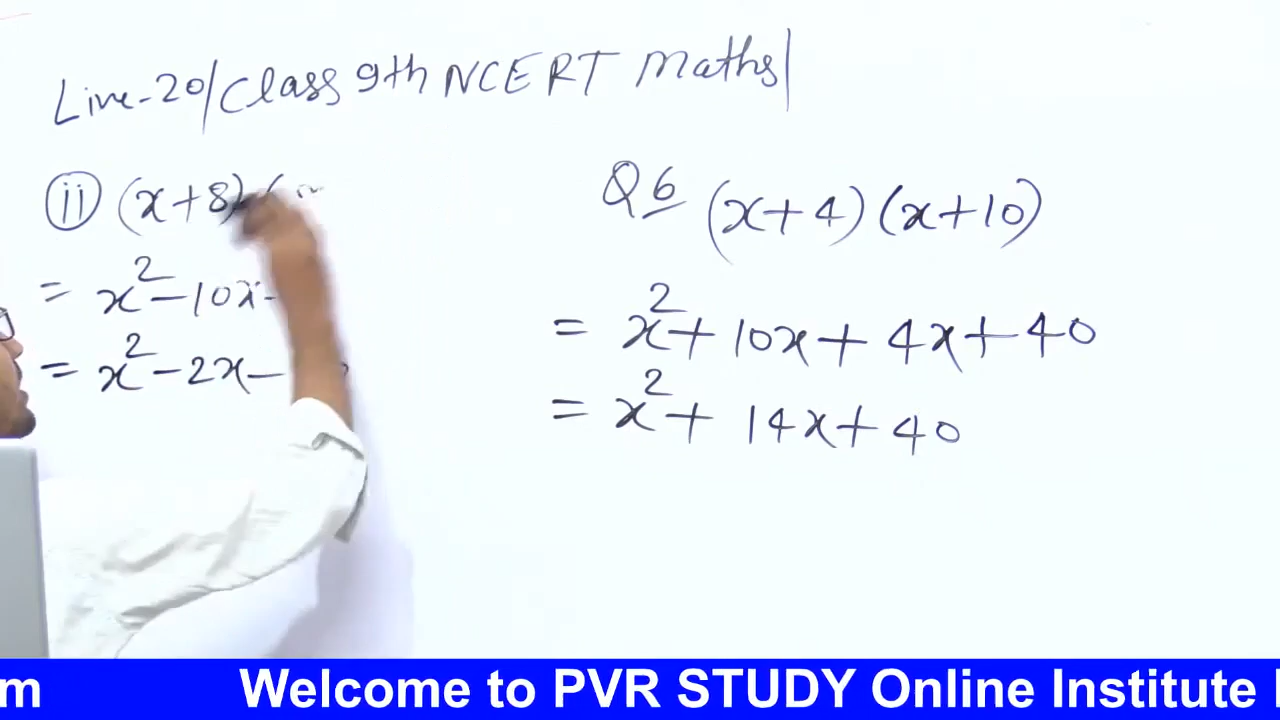 Live-20/Class 9th NCERT Maths|
ii (x+8) (
= x² - 10x
= x² - 2x -
Q6 (x+4)(x+10)
= x² + 10x + 4x + 40
= x² + 14x + 40
m Welcome to PVR STUDY Online Institute